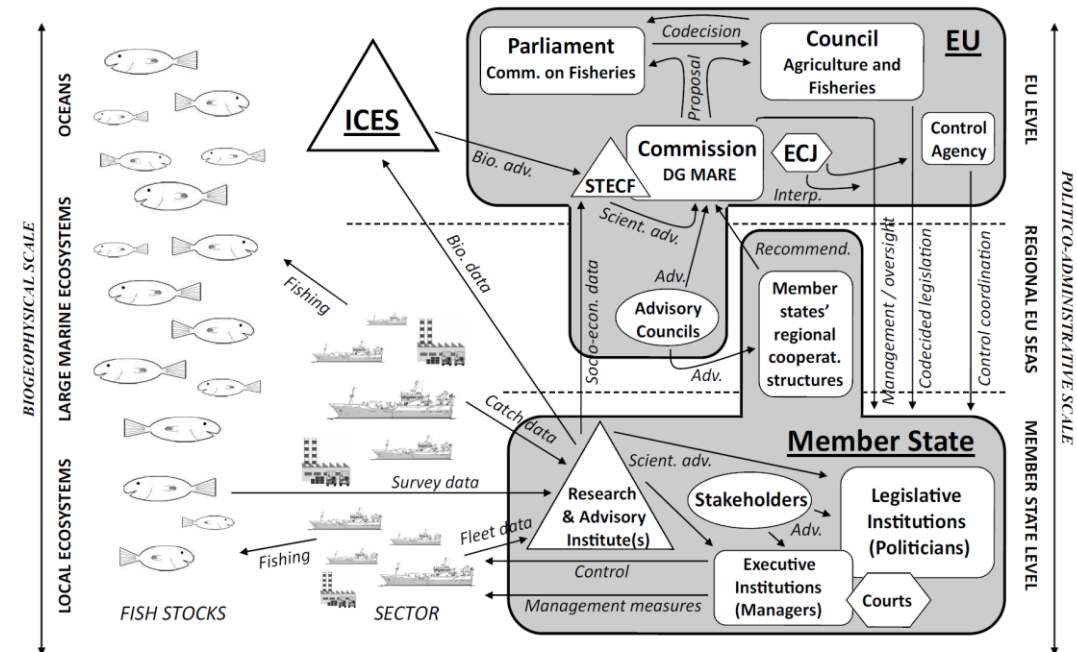 BIOGEOPHYSICAL SCALE
OCEANS
LARGE MARINE ECOSYSTEMS
LOCAL ECOSYSTEMS
FISH STOCKS
SECTOR
Fishing
Fishing
ICES
Bio. adv.
Bio. data
Socio-econ. data
Catch data
Survey data
Fleet data
Control
Management measures
EU
Parliament
Comm. on Fisheries
Codecision
Council
Agriculture and
Fisheries
Proposal
Commission
DG MARE
STECF
Scient. adv.
ECJ
Interp.
Control
Agency
Adv.
Advisory
Councils
Adv.
Recommend.
Member
states'
regional
cooperat.
structures
Management / oversight
Codecided legislation
Control coordination
Member State
Research
& Advisory
Institute(s)
Scient. adv.
Stakeholders
Adv.
Legislative
Institutions
(Politicians)
Executive
Institutions
(Managers)
Courts
EU LEVEL
REGIONAL EU SEAS
MEMBER STATE LEVEL
POLITICO-ADMINISTRATIVE SCALE